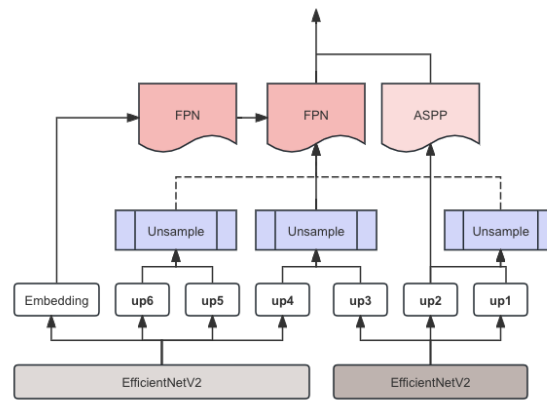 FPN
FPN
ASPP
Unsample
Unsample
Unsample
Embedding
up6
up5
up4
up3
up2
up1
EfficientNetV2
EfficientNetV2